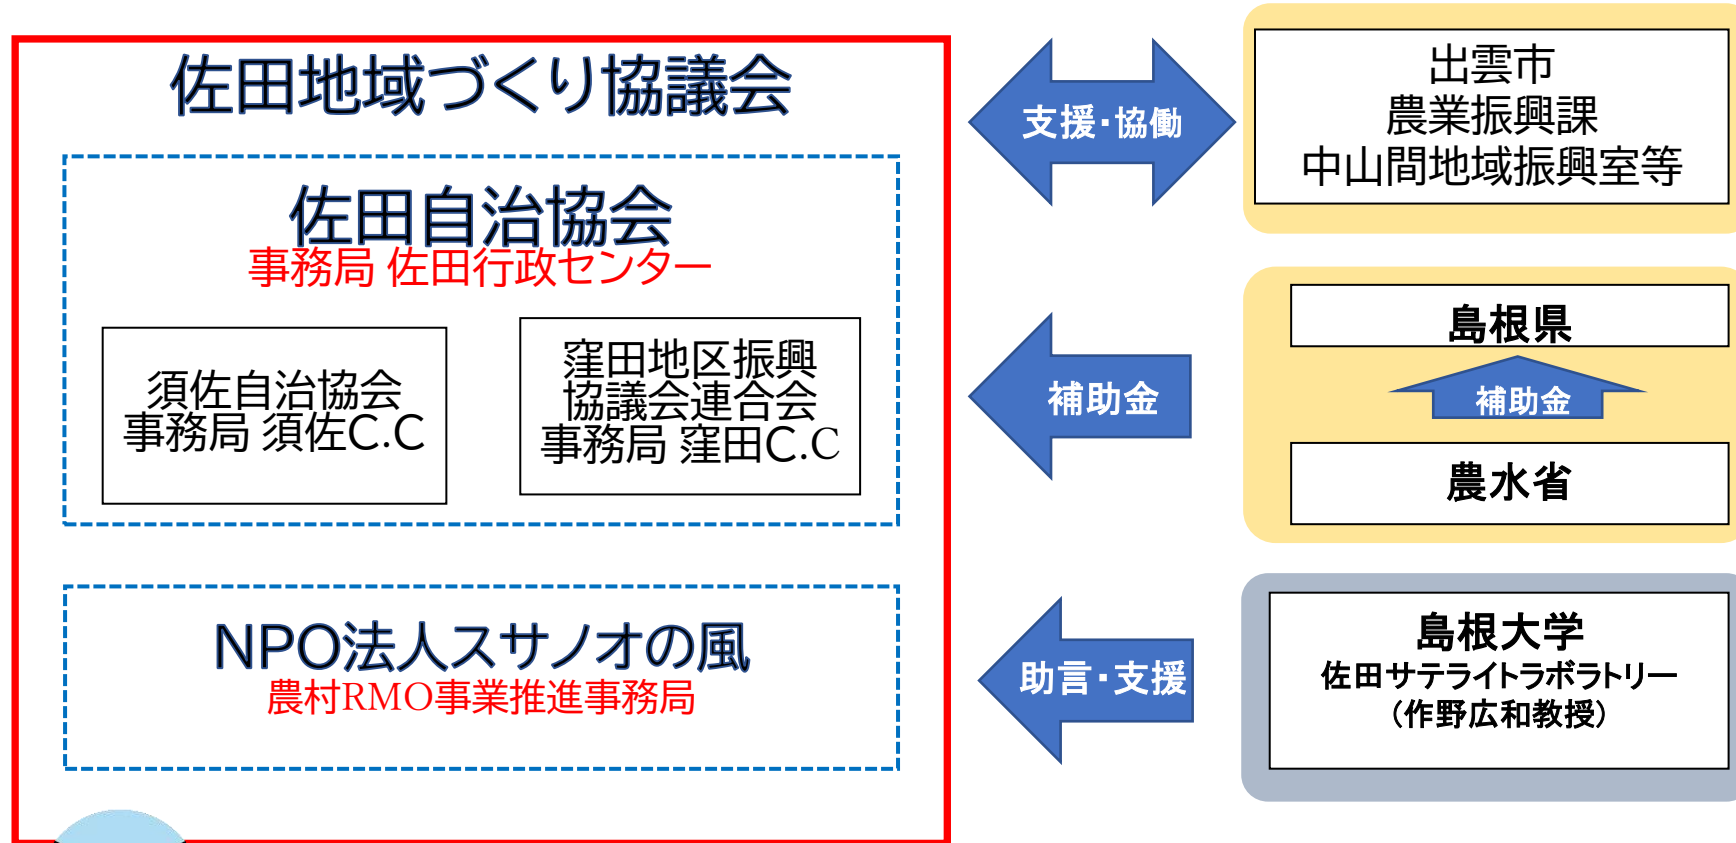 佐田地域づくり協議会
佐田自治協会
事務局 佐田行政センター
須佐自治協会
事務局 須佐C.C
窪田地区振興
協議会連合会
事務局 窪田C.C
NPO法人スサノオの風
農村RMO事業推進事務局
支援・協働
補助金
助言・支援
出雲市
農業振興課
中山間地域振興室等
島根県
補助金
農水省
島根大学
佐田サテライトラボラトリー
（作野広和教授）